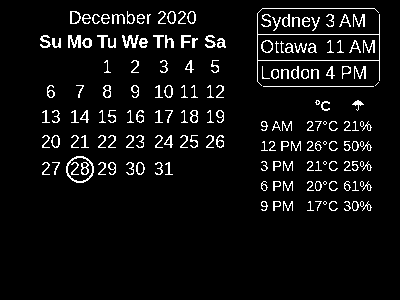 December 2020
Su Mo Tu We Th Fr Sa
1 2 3 4 5
6 7 8 9 10 11 12
13 14 15 16 17 18 19
20 21 22 23 24 25 26
27 28 29 30 31
Sydney 3 AM
Ottawa 11 AM
London 4 PM
°C ☂
9 AM 27°C 21%
12 PM 26°C 50%
3 PM 21°C 25%
6 PM 20°C 61%
9 PM 17°C 30%